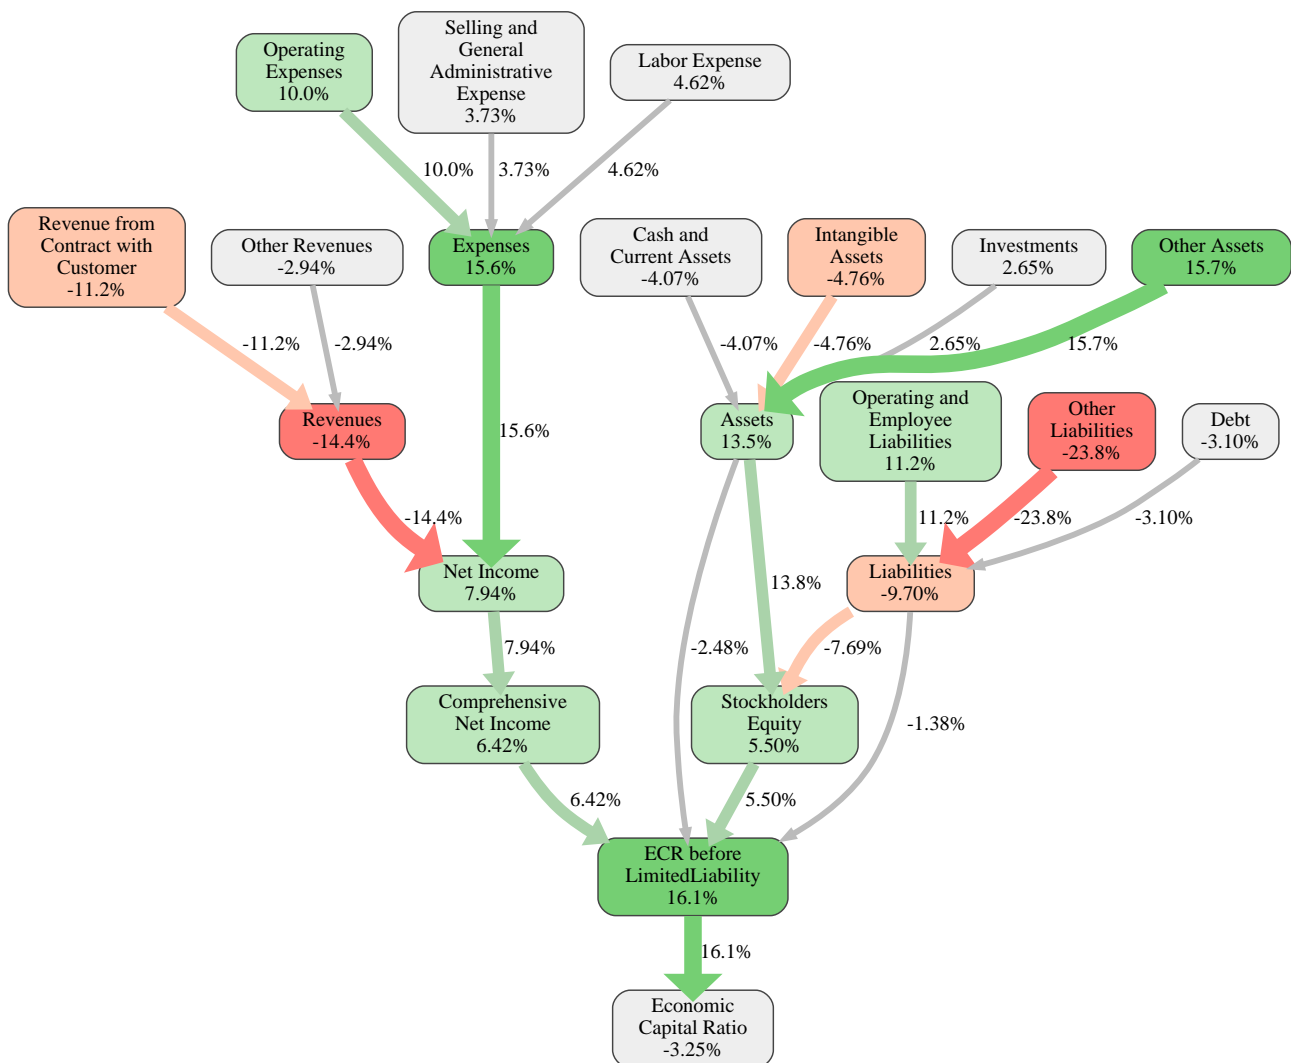 Selling and
General
Administrative
Expense
3.73%
Operating
Expenses
10.0%
Labor Expense
4.62%
10.0%
3.73%
4.62%
Revenue from
Contract with
Customer
-11.2%
Other Revenues
-2.94%
Expenses
15.6%
Cash and
Current Assets
-4.07%
Intangible
Assets
-4.76%
Investments
2.65%
Other Assets
15.7%
-11.2%
-2.94%
-4.07%
-4.76%
2.65%
15.7%
Revenues
-14.4%
15.6%
Assets
13.5%
Operating and
Employee
Liabilities
11.2%
Other
Liabilities
-23.8%
Debt
-3.10%
-14.4%
11.2%
-23.8%
-3.10%
Net Income
7.94%
13.8%
Liabilities
-9.70%
7.94%
-2.48%
-7.69%
Comprehensive
Net Income
6.42%
Stockholders
Equity
5.50%
-1.38%
6.42%
5.50%
ECR before
LimitedLiability
16.1%
16.1%
Economic
Capital Ratio
-3.25%